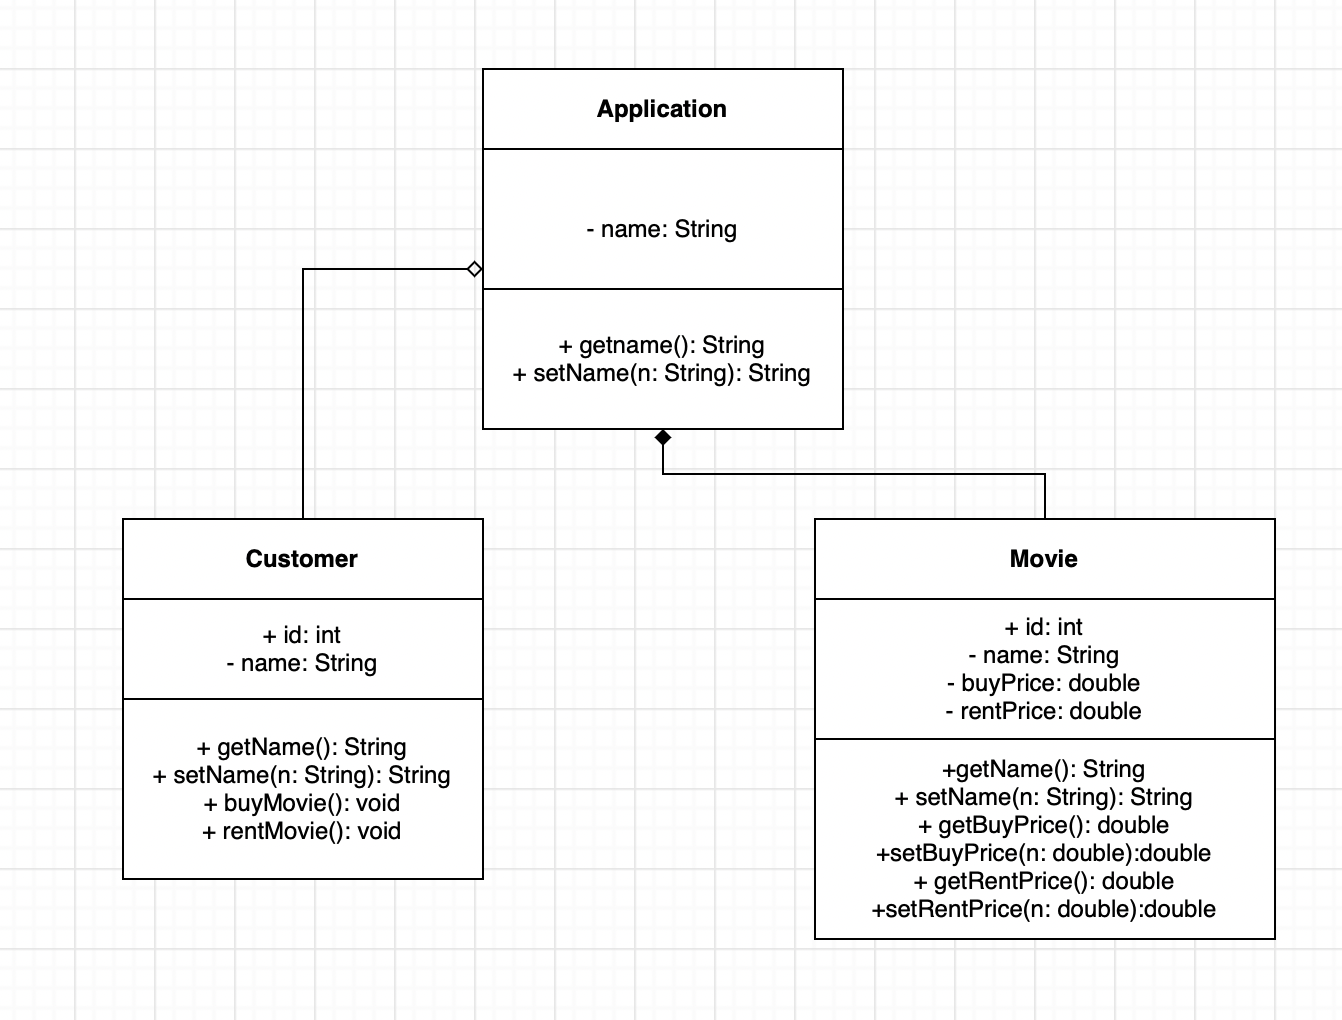 Application
- name: String
+ getname(): String
+ setName(n: String): String
Customer
+ id: int
- name: String
+ getName(): String
+ setName(n: String): String
+ buyMovie(): void
+ rentMovie(): void
Movie
+ id: int
- name: String
- buyPrice: double
- rentPrice: double
+getName(): String
+ setName(n: String): String
+ getBuyPrice(): double
+setBuyPrice(n: double):double
+ getRentPrice(): double
+setRentPrice(n: double):double